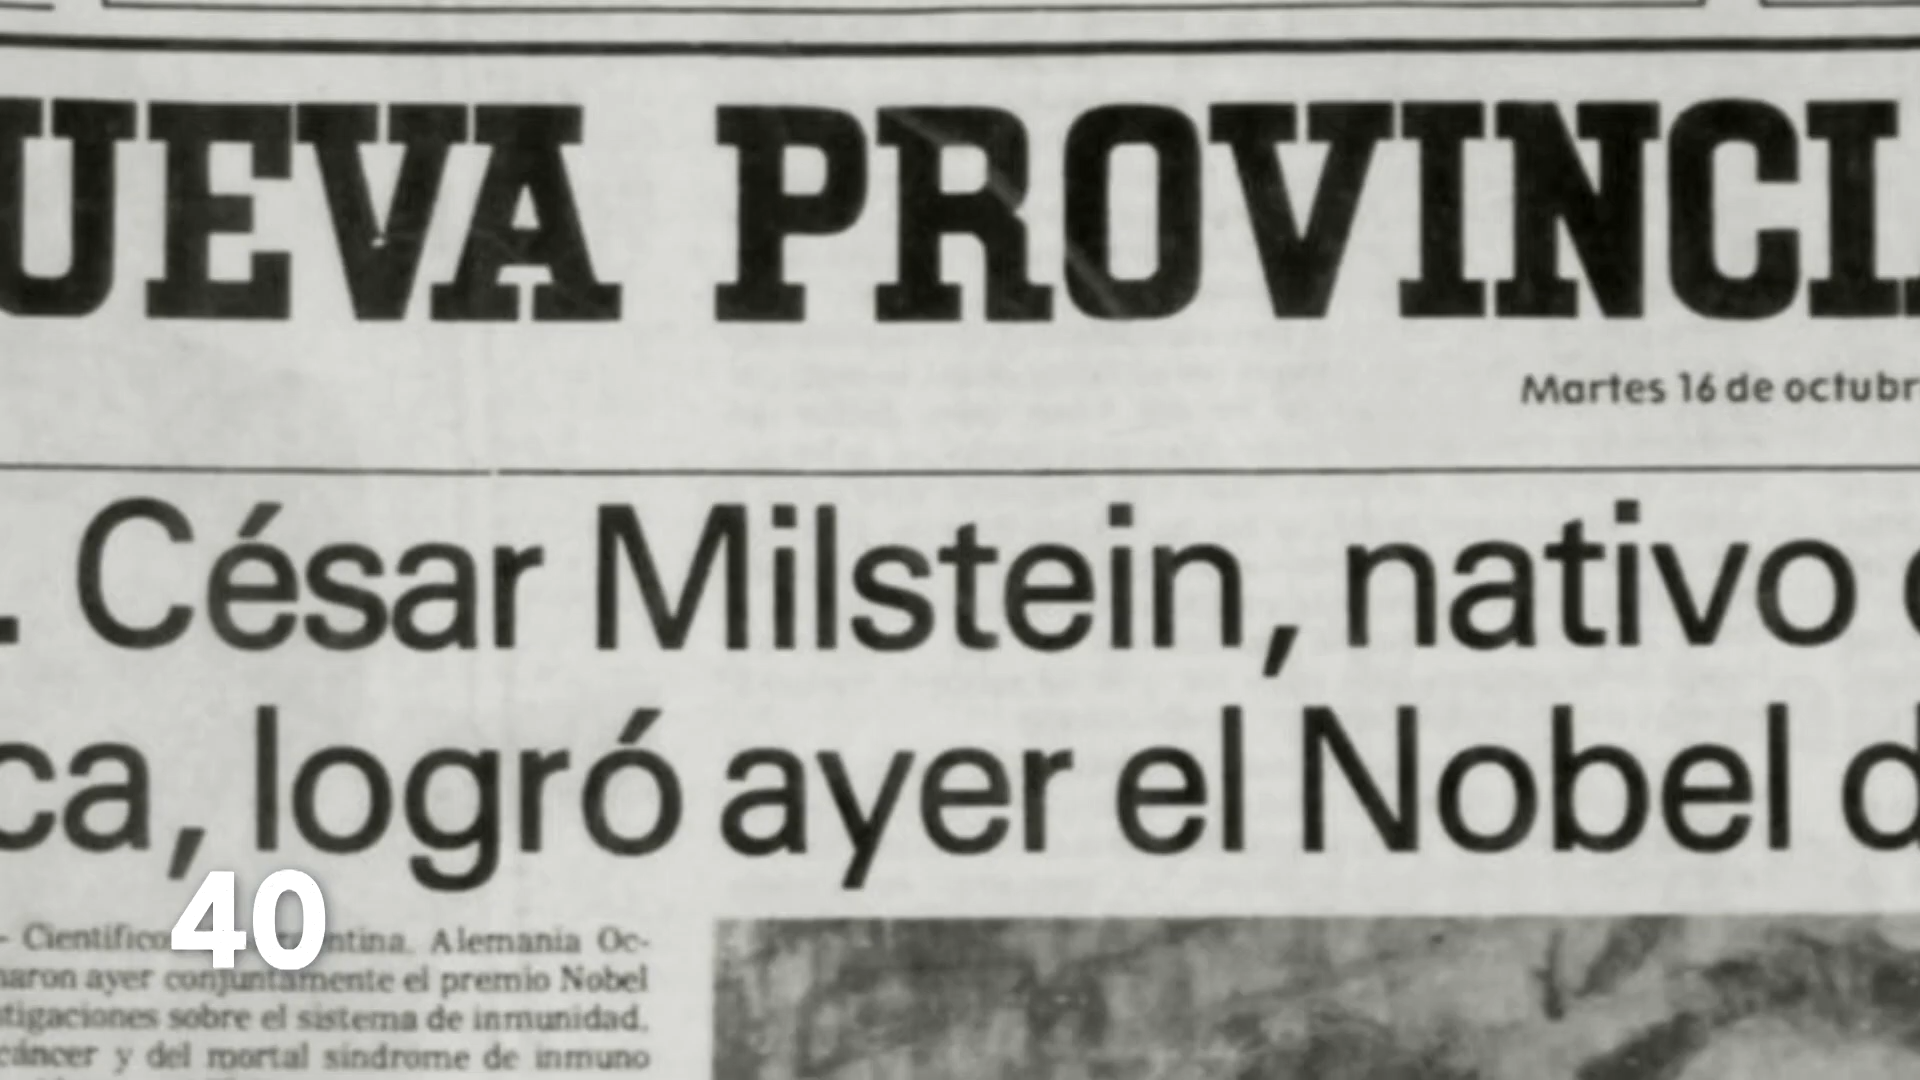 UEVA PROVINCI
Martes 16 de octubr
. César Milstein, nativo
ca, logró ayer el Nobel d
40
- Científico ntina, Alemania Oc-
naron ayer conjuntamente el premio Nobel
tigaciones sobre el sistema de inmunidad,
cáncer y del mortal síndrome de inmuno